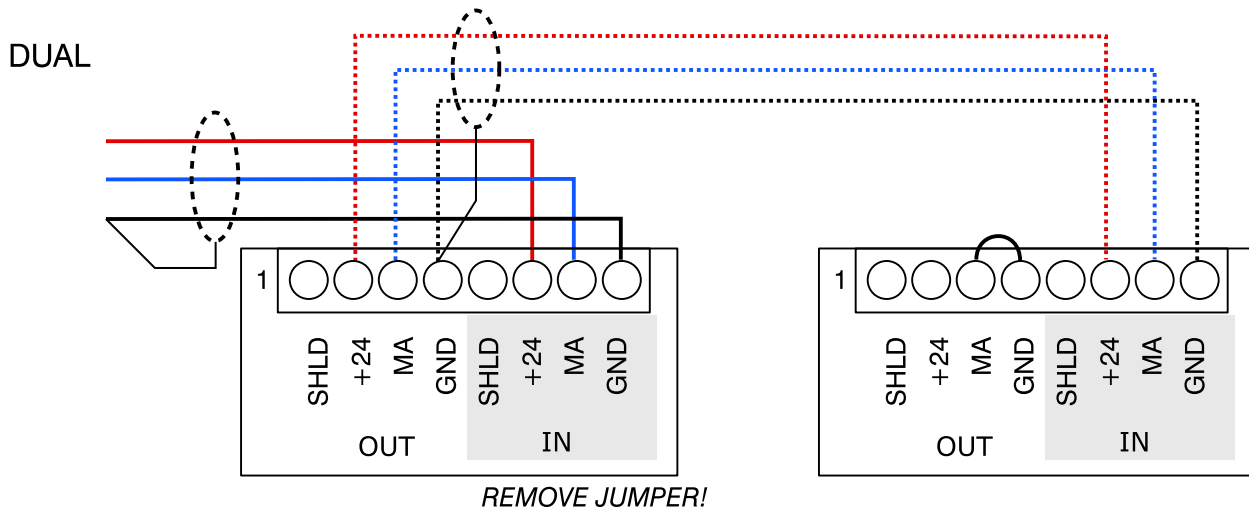 DUAL
1
SHLD +24 MA GND SHLD +24 MA GND
OUT IN
REMOVE JUMPER!
1
SHLD +24 MA GND SHLD +24 MA GND
OUT IN